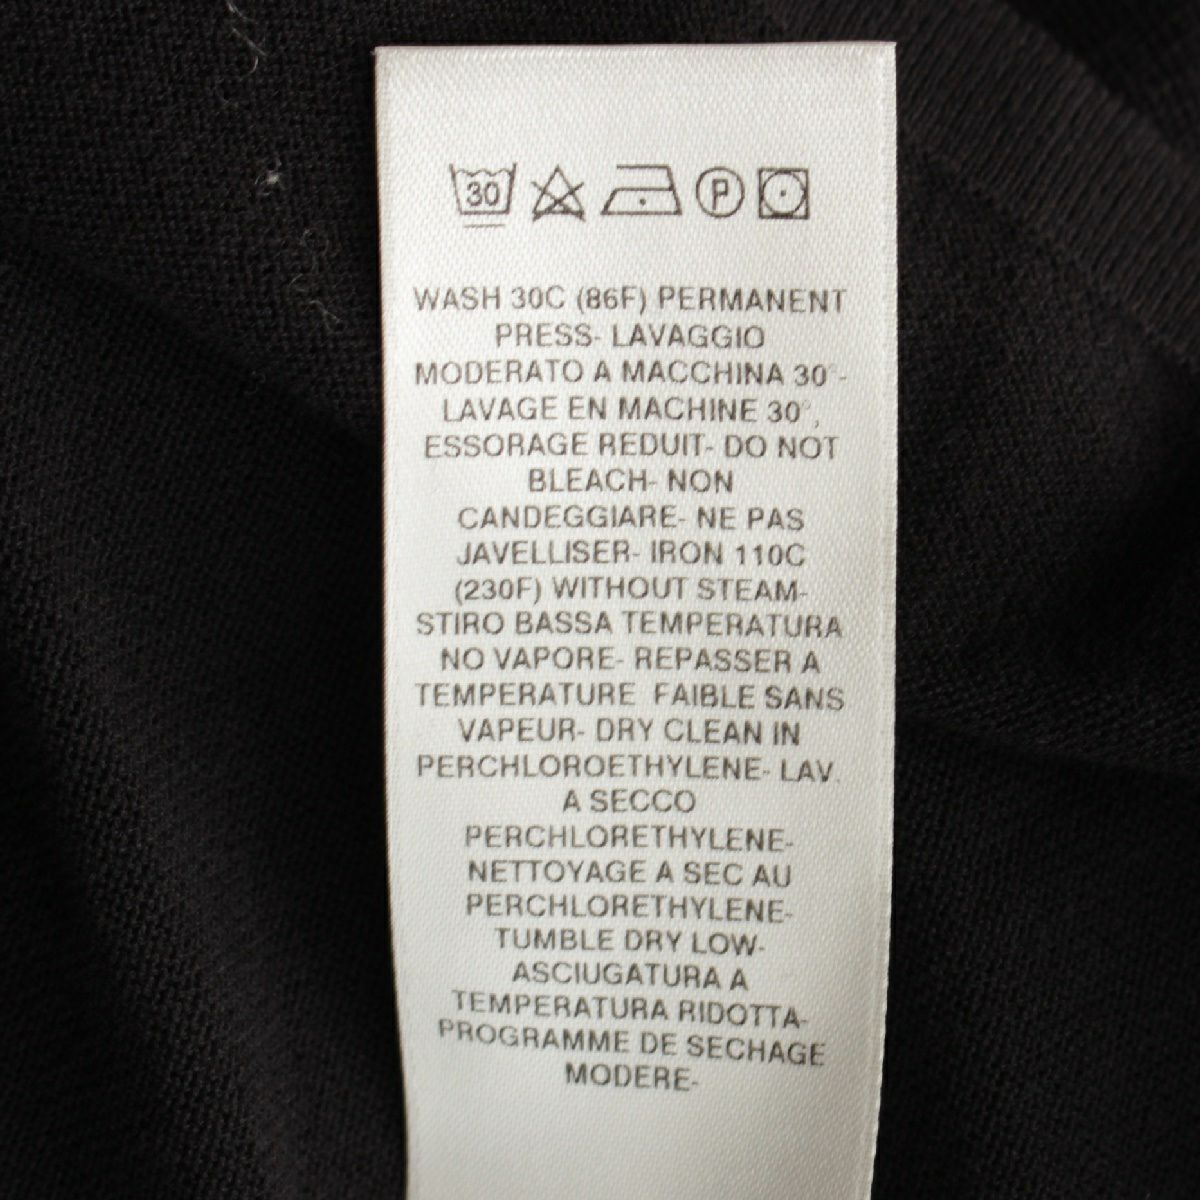 30 P
WASH 30C (86F) PERMANENT
PRESS- LAVAGGIO
MODERATO A MACCHINA 30°-
LAVAGE EN MACHINE 30°,
ESSORAGE REDUIT- DO NOT
BLEACH- NON
CANDEGGIARE- NE PAS
JAVELLISER- IRON 110C
(230F) WITHOUT STEAM-
STIRO BASSA TEMPERATURA
NO VAPORE- REPASSER A
TEMPERATURE FAIBLE SANS
VAPEUR- DRY CLEAN IN
PERCHLOROETHYLENE- LAV.
A SECCO
PERCHLORETHYLENE-
NETTOYAGE A SEC AU
PERCHLORETHYLENE-
TUMBLE DRY LOW-
ASCIUGATURA A
TEMPERATURA RIDOTTA-
PROGRAMME DE SECHAGE
MODERE-